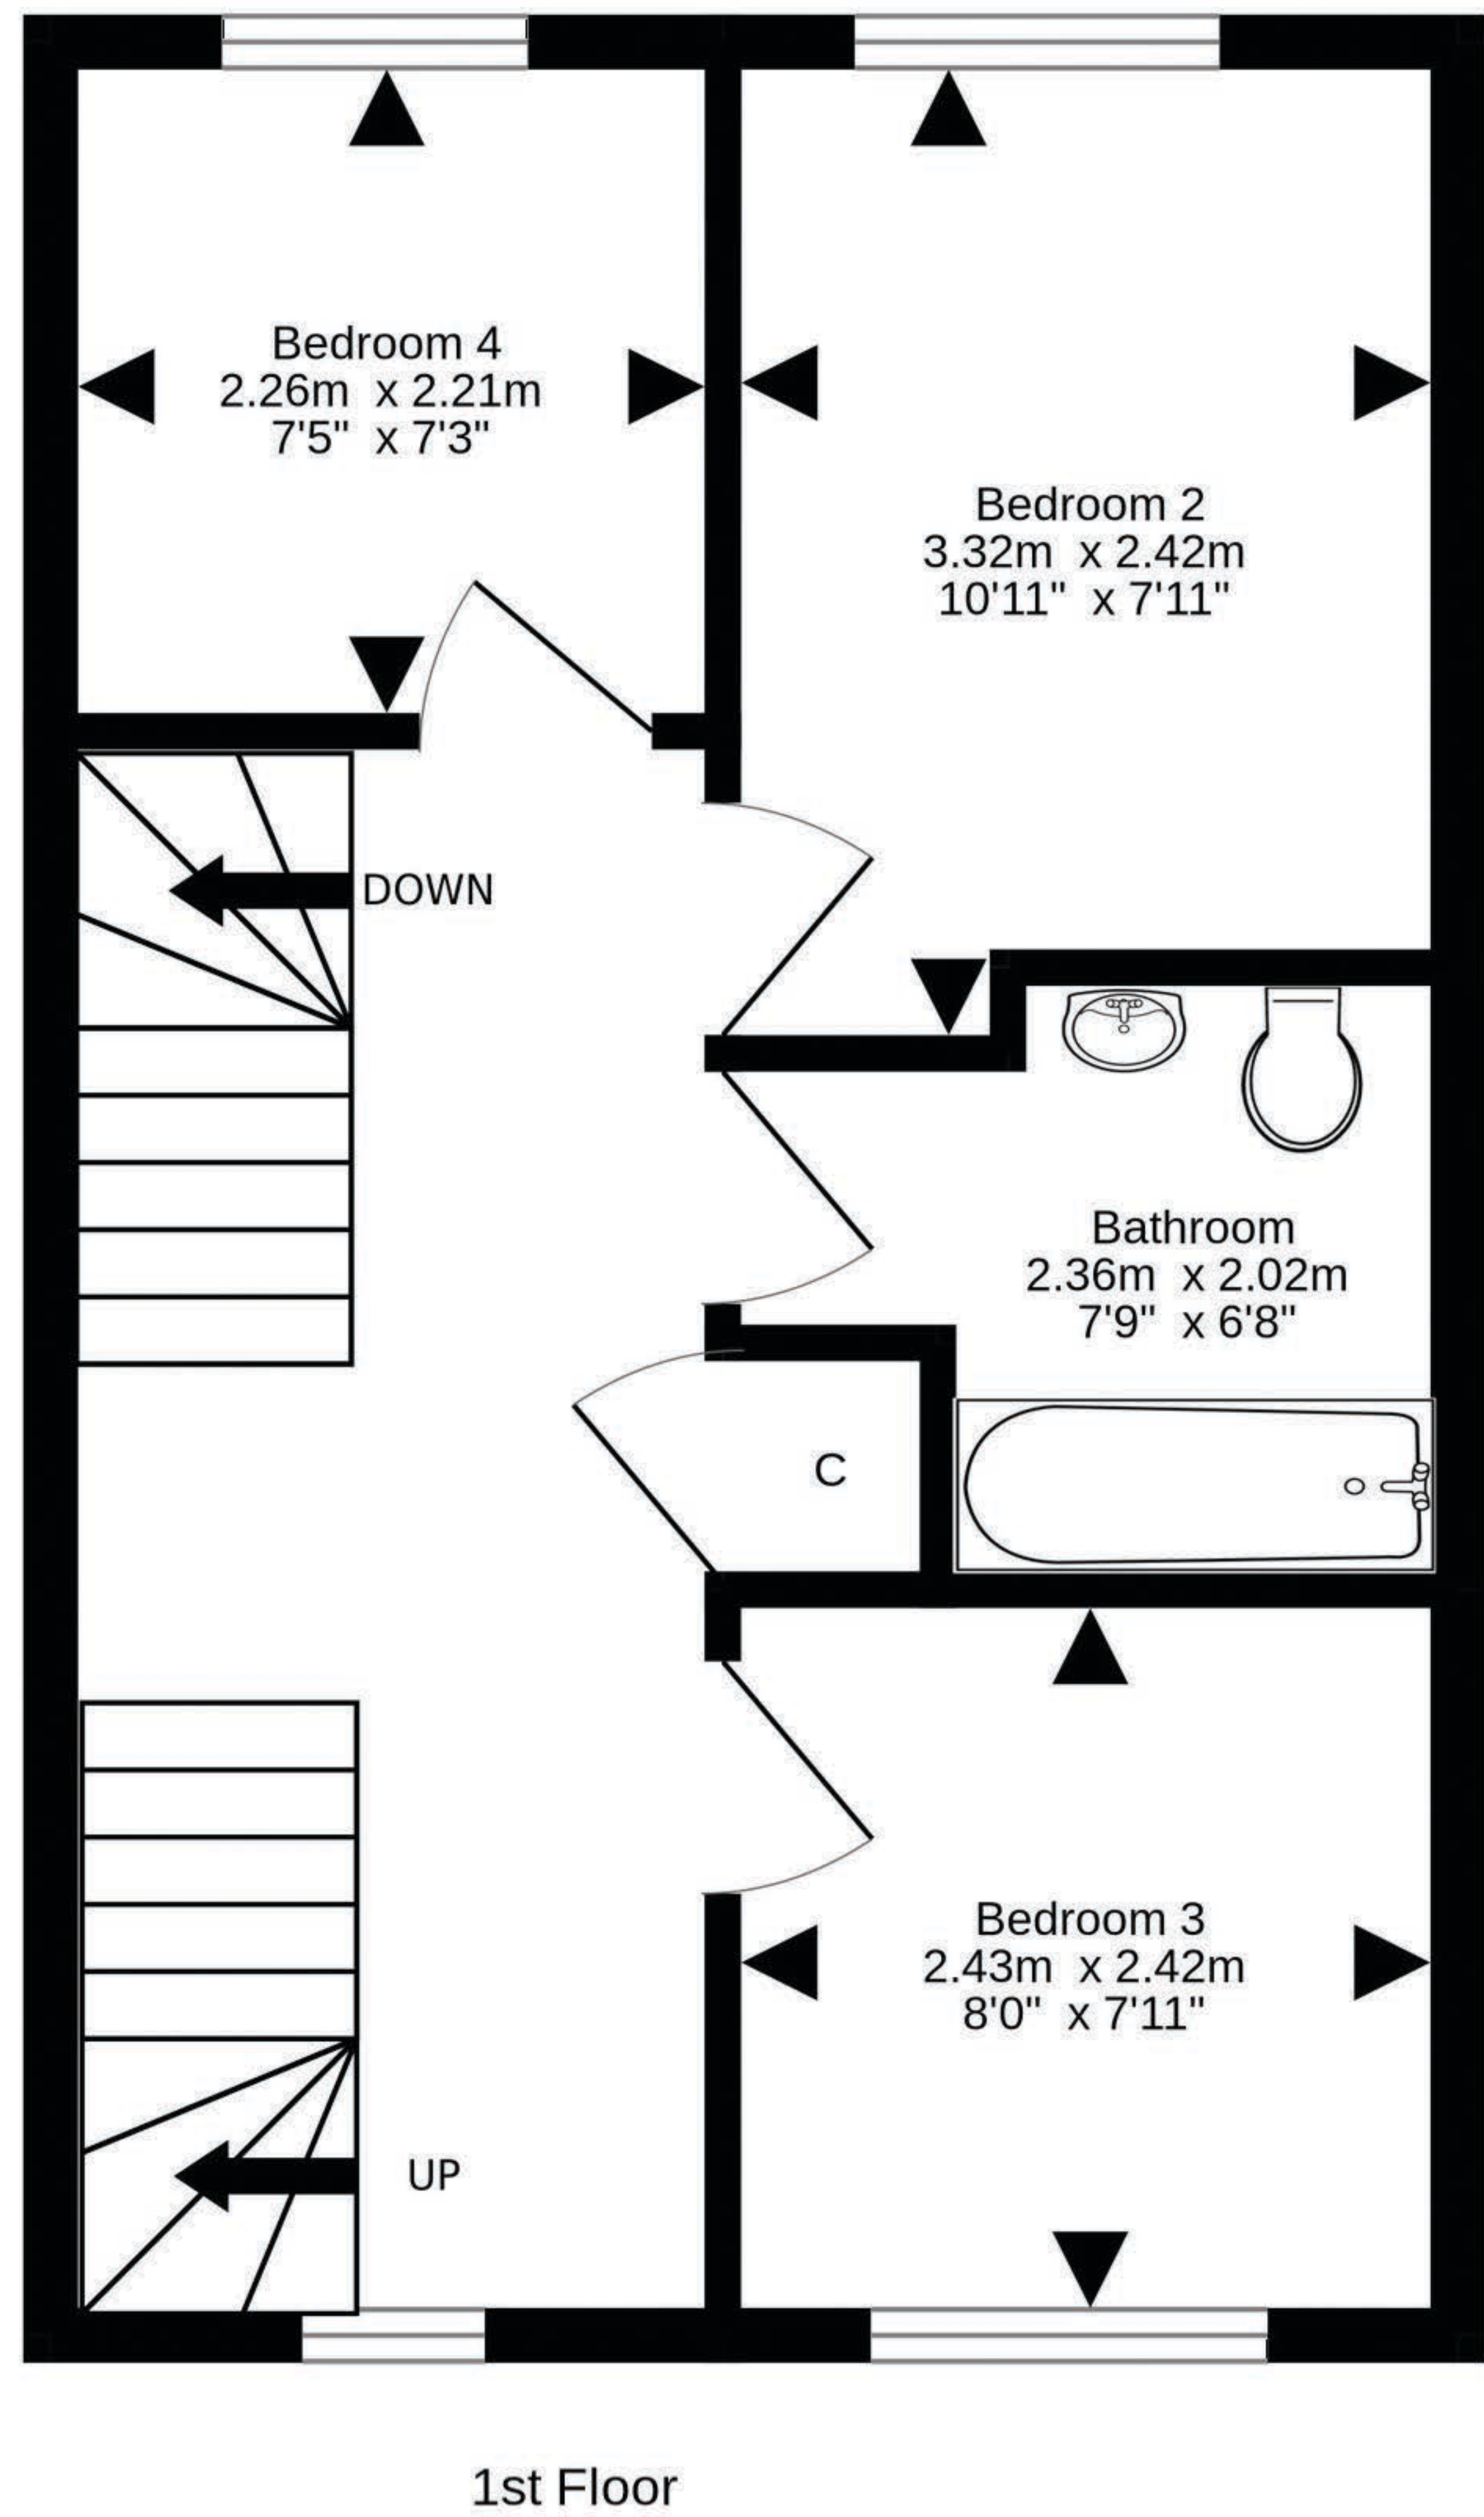 Bedroom 4
2.26m x 2.21m
7'5" x 7'3"
Bedroom 2
3.32m x 2.42m
10'11" x 7'11"
DOWN
Bathroom
2.36m x 2.02m
7'9" x 6'8"
C
Bedroom 3
2.43m x 2.42m
8'0" x 7'11"
UP
1st Floor